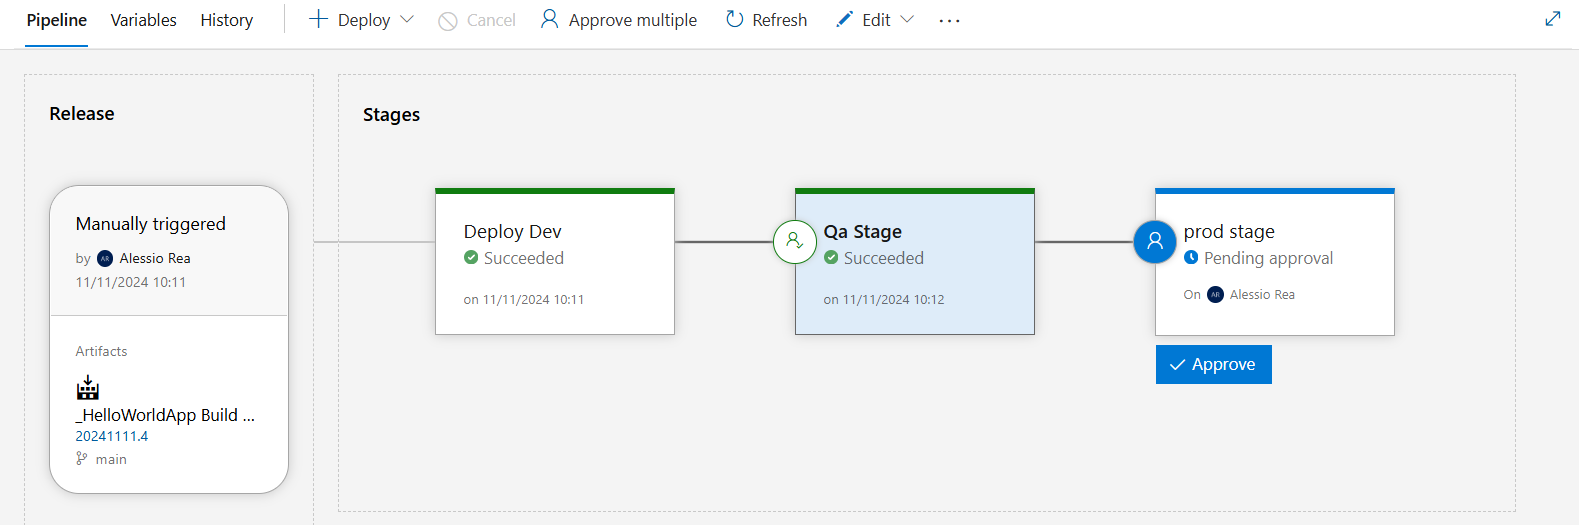 Pipeline Variables History Deploy Cancel Approve multiple Refresh Edit ...
Release
Stages
Manually triggered
by AR Alessio Rea
11/11/2024 10:11
Artifacts
_HelloWorldApp Build ...
20241111.4
main
Deploy Dev
Succeeded
on 11/11/2024 10:11
Qa Stage
Succeeded
on 11/11/2024 10:12
prod stage
Pending approval
On AR Alessio Rea
Approve